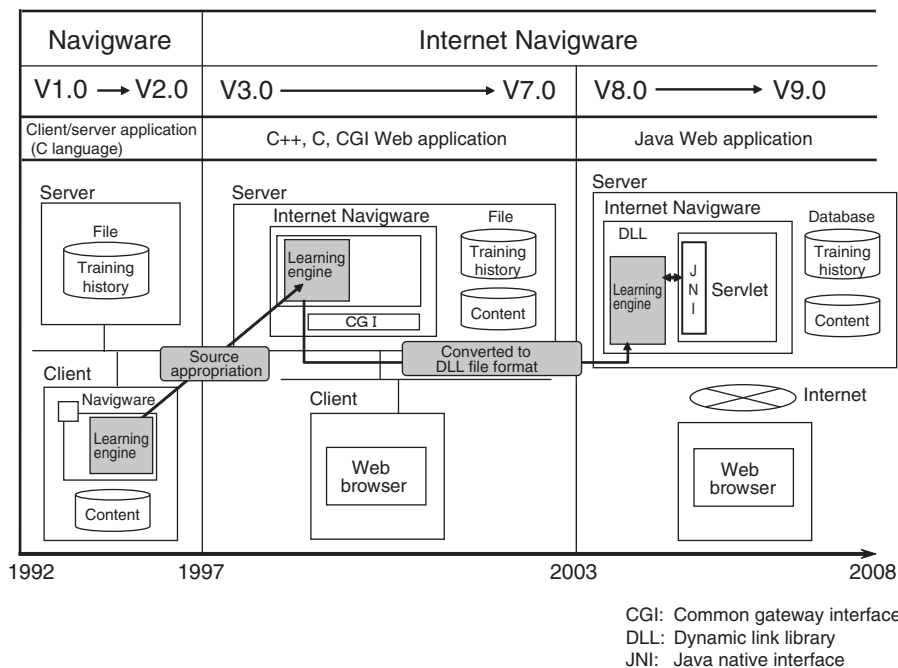 Navigware
Internet Navigware
V1.0 → V2.0
V3.0 → V7.0
V8.0 → V9.0
Client/server application
(C language)
C++, C, CGI Web application
Java Web application
Server
File
Training
history
Client
Navigware
Learning
engine
Content
Source
appropriation
Server
Internet Navigware
Learning
engine
CGI
File
Training
history
Content
Converted to
DLL file format
Client
Web
browser
Server
Internet Navigware
DLL
Learning
engine
J
N
I
Servlet
Database
Training
history
Content
Internet
Web
browser
1992
1997
2003
2008
CGI: Common gateway interface
DLL: Dynamic link library
JNI: Java native interface